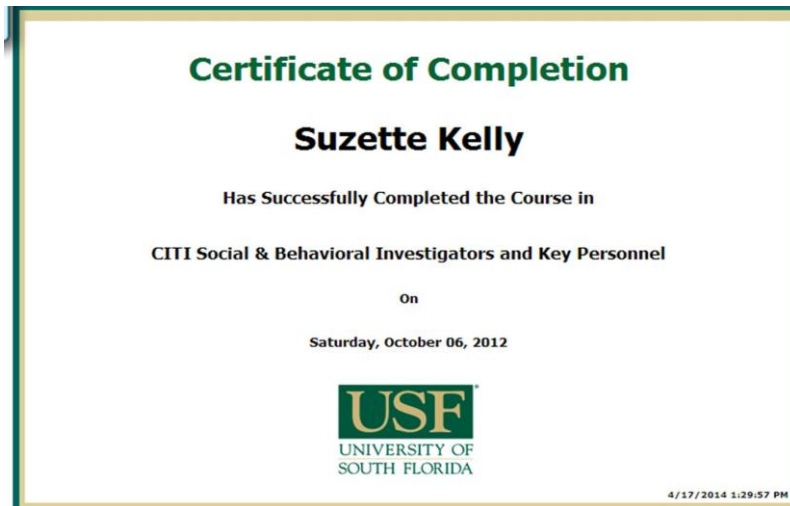 Certificate of Completion
Suzette Kelly
Has Successfully Completed the Course in
CITI Social & Behavioral Investigators and Key Personnel
On
Saturday, October 06, 2012
USF
UNIVERSITY OF
SOUTH FLORIDA
4/17/2014 1:29:57 PM